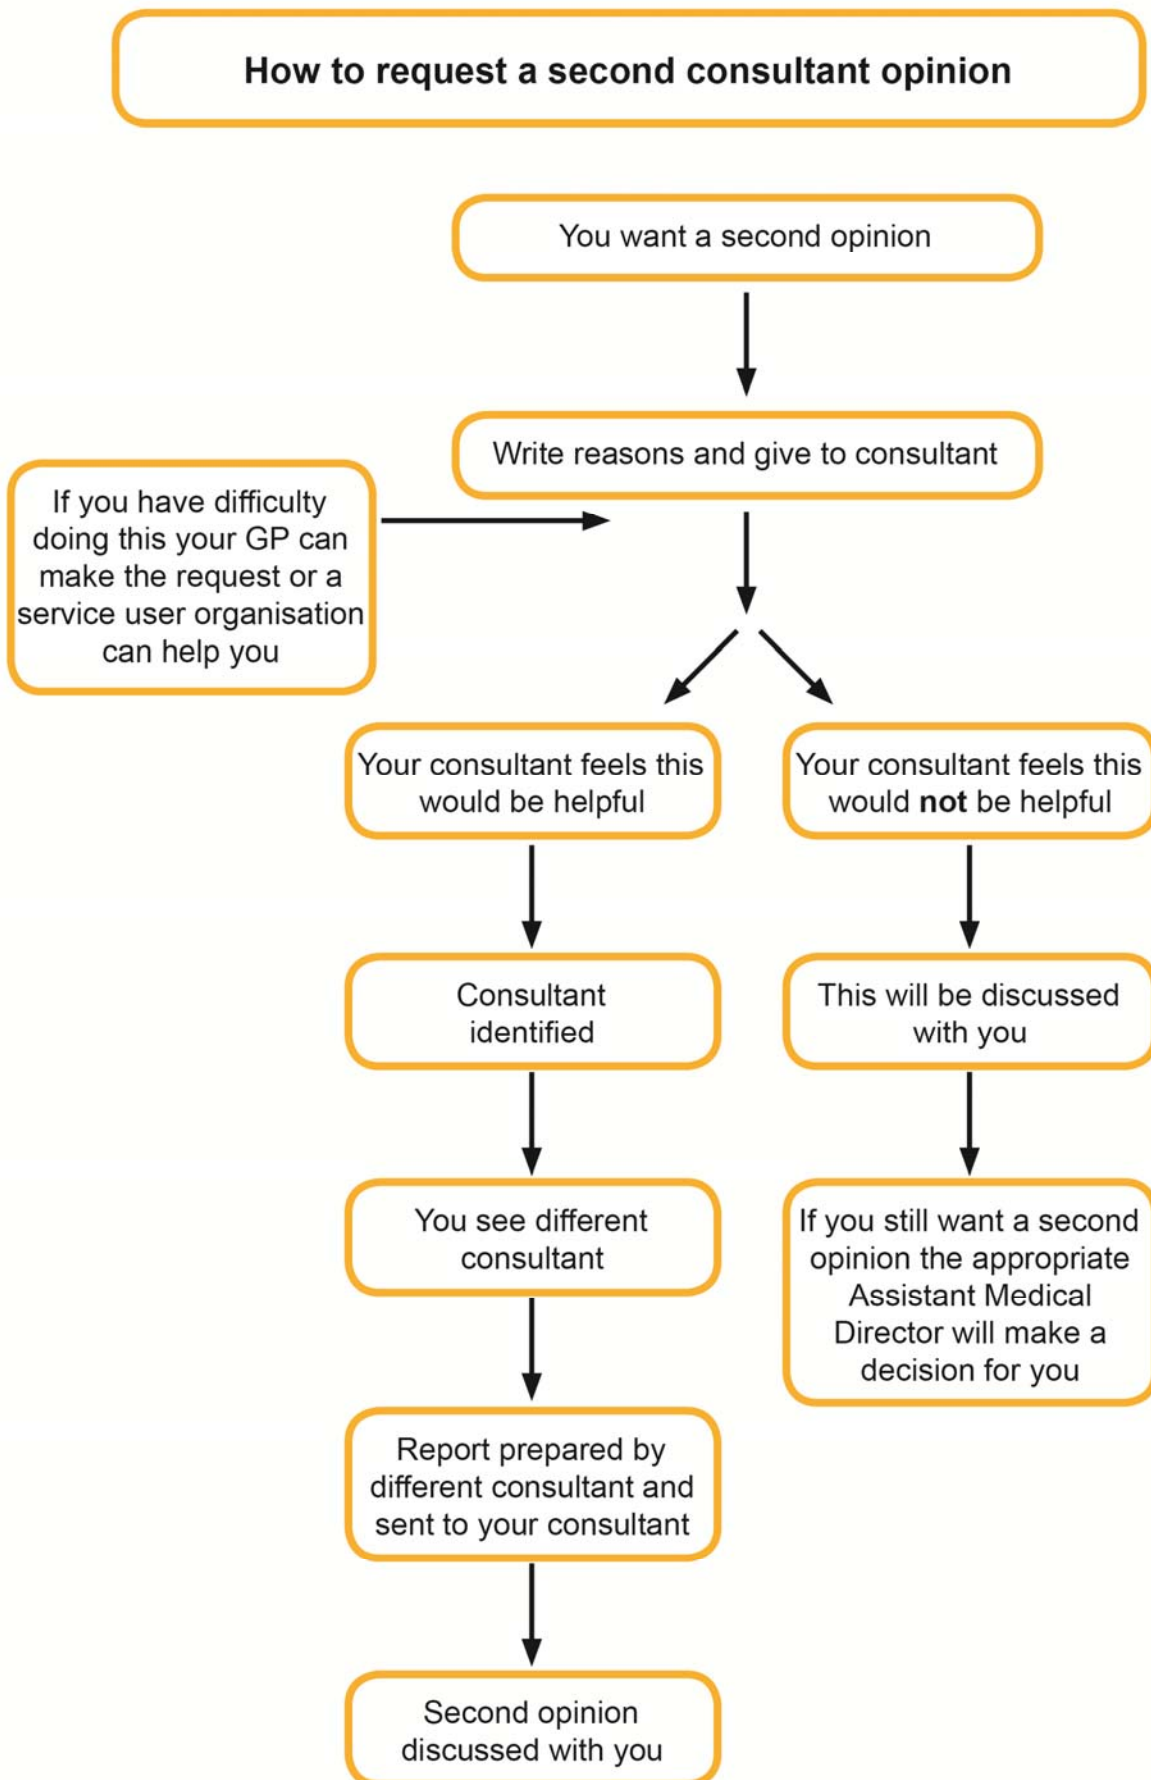 How to request a second consultant opinion
You want a second opinion
Write reasons and give to consultant
If you have difficulty
doing this your GP can
make the request or a
service user organisation
can help you
Your consultant feels this
would be helpful
Your consultant feels this
would not be helpful
Consultant
identified
This will be discussed
with you
You see different
consultant
If you still want a second
opinion the appropriate
Assistant Medical
Director will make a
decision for you
Report prepared by
different consultant and
sent to your consultant
Second opinion
discussed with you